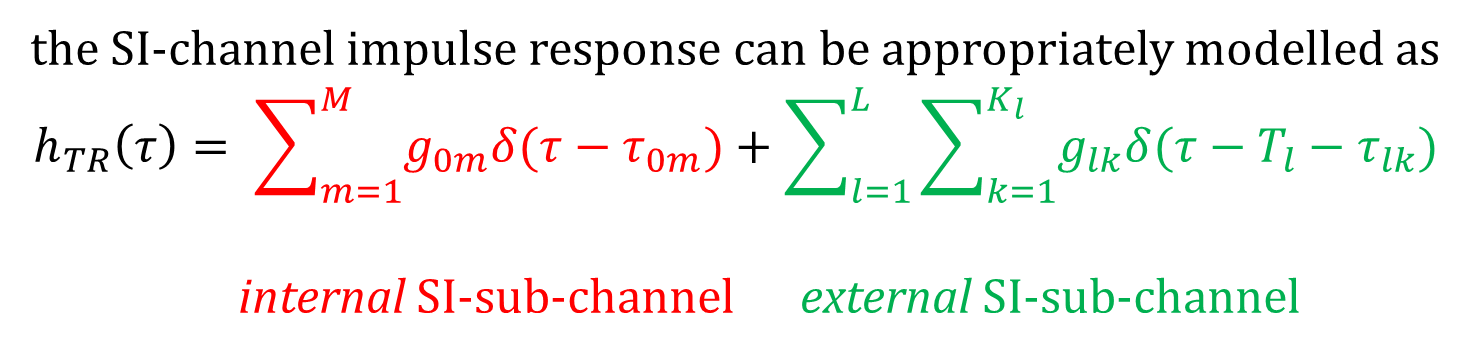 the SI-channel impulse response can be appropriately modelled as
h_{TR}(τ) = ∑_{m=1}^{M} g_{0m}δ(τ − τ_{0m}) + ∑_{l=1}^{L} ∑_{k=1}^{K_l} g_{lk}δ(τ − T_l − τ_{lk})
internal SI-sub-channel external SI-sub-channel